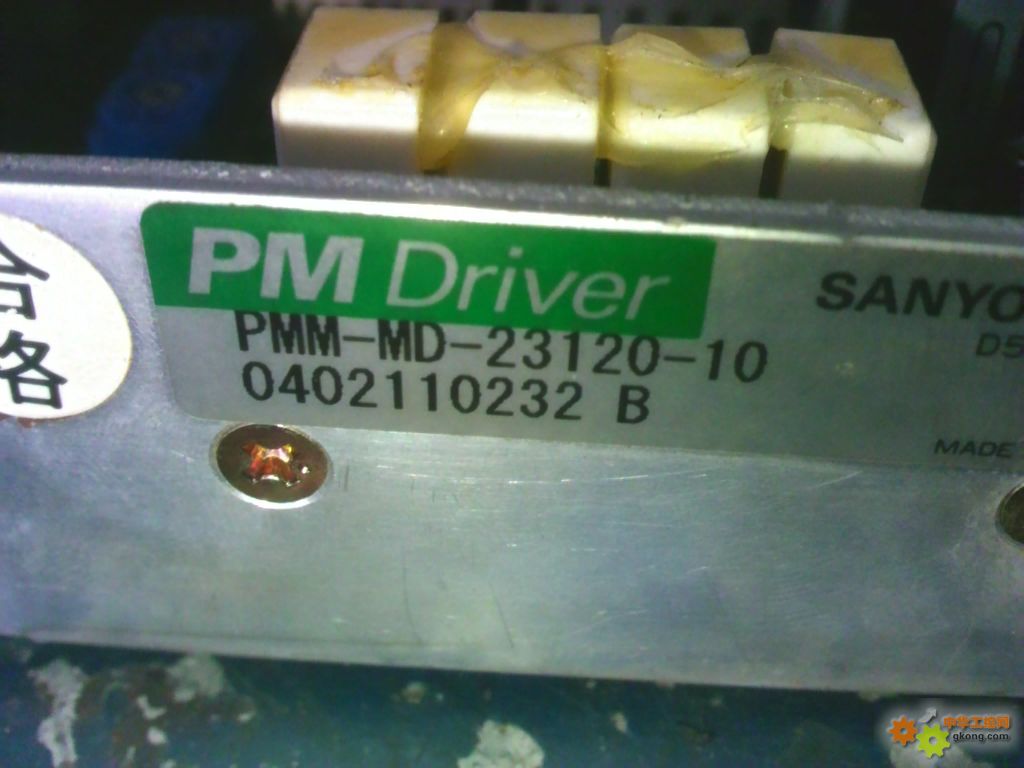 合格
PM Driver
PMM-MD-23120-10
0402110232 B
SANYO
D5
MADE
中华工控网
gkong.com